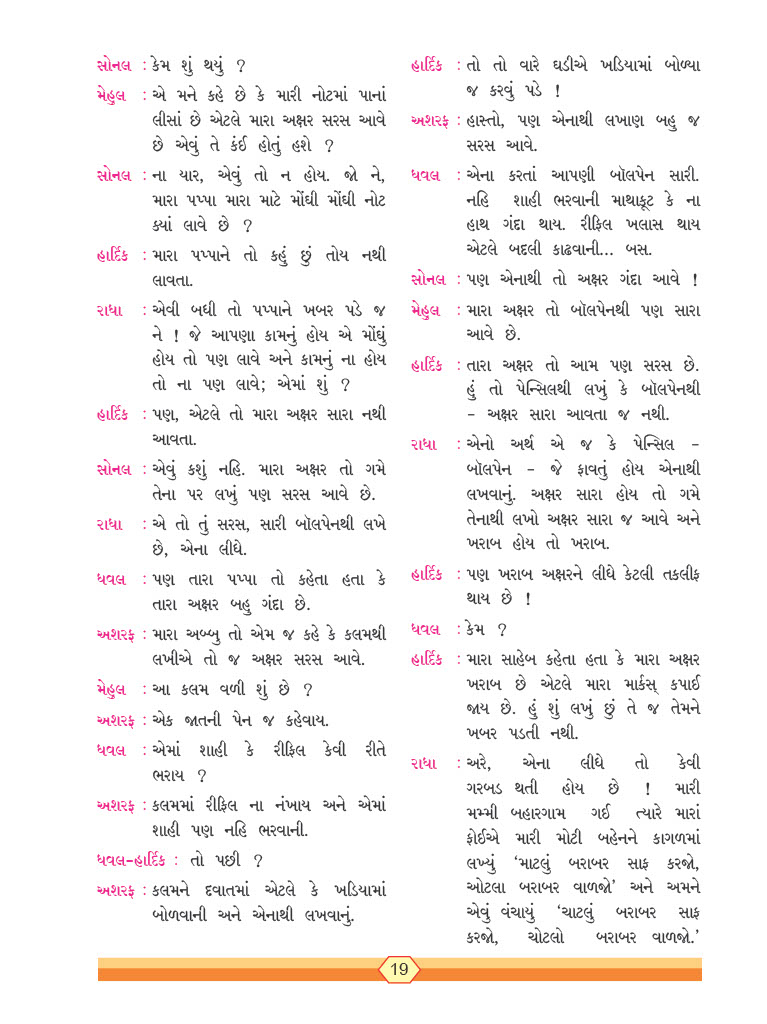 સોનલ : કેમ શું થયું ?
મેહુલ : એ મને કહે છે કે મારી નોટમાં પાનાં
લીસાં છે એટલે મારા અક્ષર સરસ આવે
છે એવું તે કંઈ હોતું હશે ?
સોનલ : ના યાર, એવું તો ન હોય. જો ને,
મારા પપ્પા મારા માટે મોંઘી મોંઘી નોટ
ક્યાં લાવે છે ?
હાર્દિક : મારા પપ્પાને તો કહું છું તોય નથી
લાવતા.
રાધા : એવી બધી તો પપ્પાને ખબર પડે જ
ને ! જે આપણા કામનું હોય એ મોંઘું
હોય તો પણ લાવે અને કામનું ના હોય
તો ના પણ લાવે; એમાં શું ?
હાર્દિક : પણ, એટલે તો મારા અક્ષર સારા નથી
આવતા.
સોનલ : એવું કશું નહિ. મારા અક્ષર તો ગમે
તેના પર લખું પણ સરસ આવે છે.
રાધા : એ તો તું સરસ, સારી બૉલપેનથી લખે
છે, એના લીધે.
ધવલ : પણ તારા પપ્પા તો કહેતા હતા કે
તારા અક્ષર બહુ ગંદા છે.
અશરફ : મારા અબ્બુ તો એમ જ કહે કે કલમથી
લખીએ તો જ અક્ષર સરસ આવે.
મેહુલ : આ કલમ વળી શું છે ?
અશરફ : એક જાતની પેન જ કહેવાય.
ધવલ : એમાં શાહી કે રીફિલ કેવી રીતે
ભરાય ?
અશરફ : કલમમાં રીફિલ ના નંખાય અને એમાં
શાહી પણ નહિ ભરવાની.
ધવલ-હાર્દિક : તો પછી ?
અશરફ : કલમને દવાતમાં એટલે કે ખડિયામાં
બોળવાની અને એનાથી લખવાનું.
હાર્દિક : તો તો વારે ઘડીએ ખડિયામાં બોળ્યા
જ કરવું પડે !
અશરફ : હાસ્તો, પણ એનાથી લખાણ બહુ જ
સરસ આવે.
ધવલ : એના કરતાં આપણી બૉલપેન સારી.
નહિ શાહી ભરવાની માથાકૂટ કે ના
હાથ ગંદા થાય. રીફિલ ખલાસ થાય
એટલે બદલી કાઢવાની... બસ.
સોનલ : પણ એનાથી તો અક્ષર ગંદા આવે !
મેહુલ : મારા અક્ષર તો બૉલપેનથી પણ સારા
આવે છે.
હાર્દિક : તારા અક્ષર તો આમ પણ સરસ છે.
હું તો પેન્સિલથી લખું કે બૉલપેનથી
- અક્ષર સારા આવતા જ નથી.
રાધા : એનો અર્થ એ જ કે પેન્સિલ -
બૉલપેન - જે ફાવતું હોય એનાથી
લખવાનું. અક્ષર સારા હોય તો ગમે
તેનાથી લખો અક્ષર સારા જ આવે અને
ખરાબ હોય તો ખરાબ.
હાર્દિક : પણ ખરાબ અક્ષરને લીધે કેટલી તકલીફ
થાય છે !
ધવલ : કેમ ?
હાર્દિક : મારા સાહેબ કહેતા હતા કે મારા અક્ષર
ખરાબ છે એટલે મારા માર્ક્સ્ કપાઈ
જાય છે. હું શું લખું છું તે જ તેમને
ખબર પડતી નથી.
રાધા : અરે, એના લીધે તો કેવી
ગરબડ થતી હોય છે ! મારી
મમ્મી બહારગામ ગઈ ત્યારે મારાં
ફોઈએ મારી મોટી બહેનને કાગળમાં
લખ્યું ‘માટલું બરાબર સાફ કરજો,
ઓટલા બરાબર વાળજો’ અને અમને
એવું વંચાયું ‘ચાટલું બરાબર સાફ
કરજો, ચોટલો બરાબર વાળજો.’
19